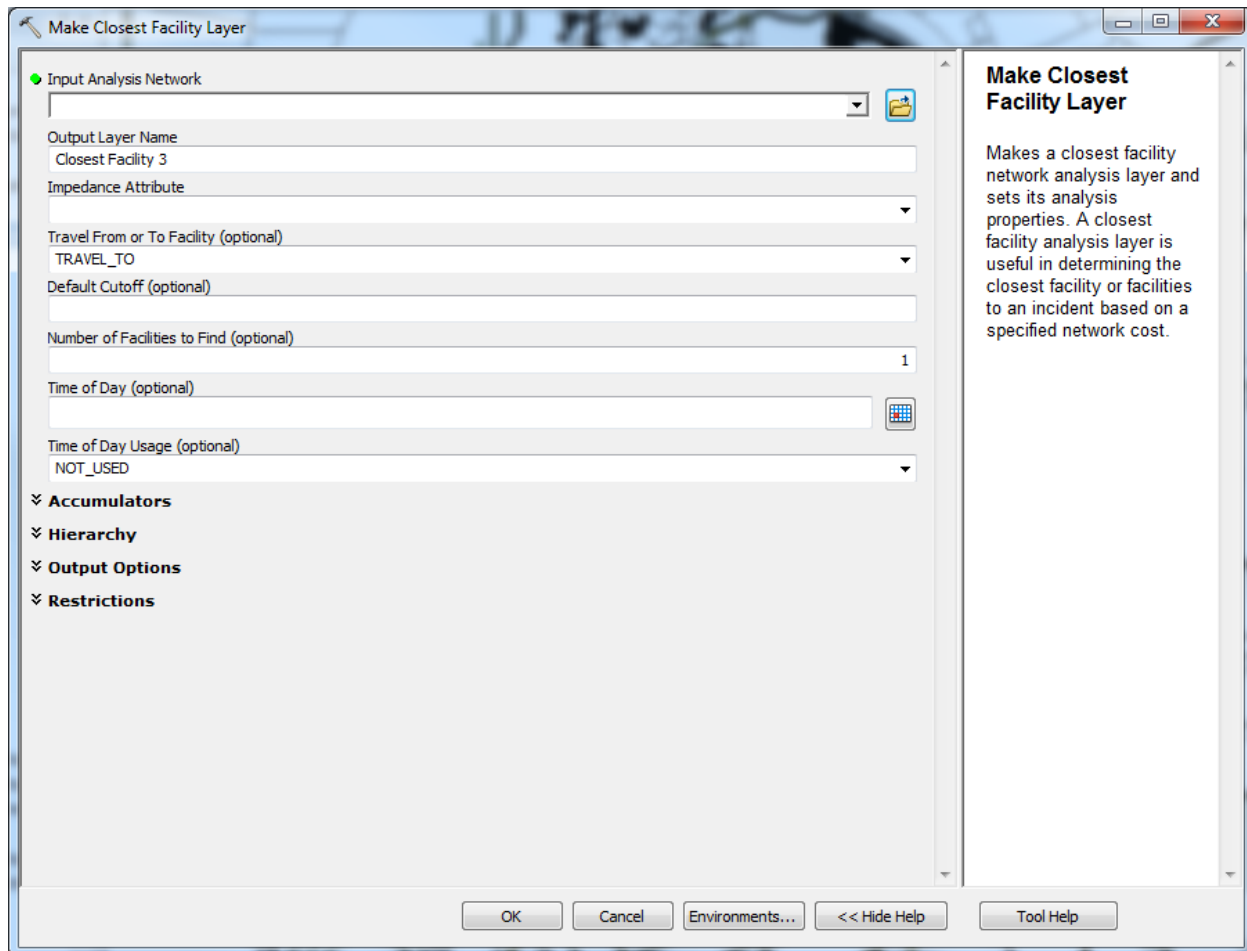 Make Closest Facility Layer
Input Analysis Network
Output Layer Name
Closest Facility 3
Impedance Attribute
Travel From or To Facility (optional)
TRAVEL_TO
Default Cutoff (optional)
Number of Facilities to Find (optional)
1
Time of Day (optional)
Time of Day Usage (optional)
NOT_USED
Accumulators
Hierarchy
Output Options
Restrictions
Make Closest
Facility Layer
Makes a closest facility
network analysis layer and
sets its analysis
properties. A closest
facility analysis layer is
useful in determining the
closest facility or facilities
to an incident based on a
specified network cost.
OK
Cancel
Environments...
<< Hide Help
Tool Help